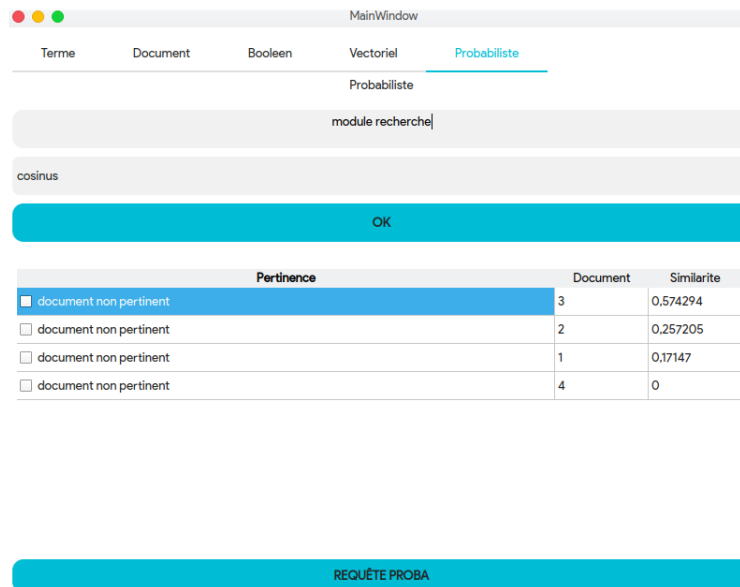 MainWindow
Terme Document Booleen Vectoriel Probabiliste
Probabiliste
module recherche
cosinus
OK
Pertinence Document Similarite
document non pertinent 3 0,574294
document non pertinent 2 0,257205
document non pertinent 1 0,17147
document non pertinent 4 0
REQUÊTE PROBA